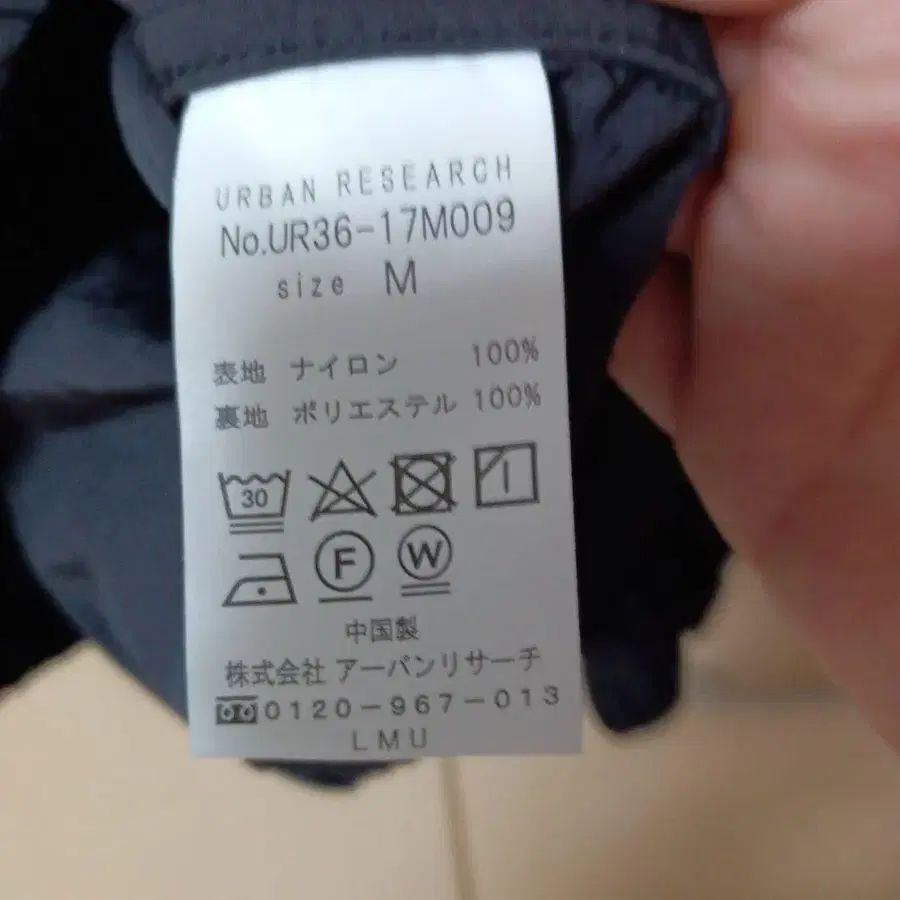 URBAN RESEARCH
No.UR36-17M009
size M
表地 ナイロン 100%
裏地 ポリエステル 100%
30
F W
中国製
株式会社 アーバンリサーチ
0120-967-013
LMU